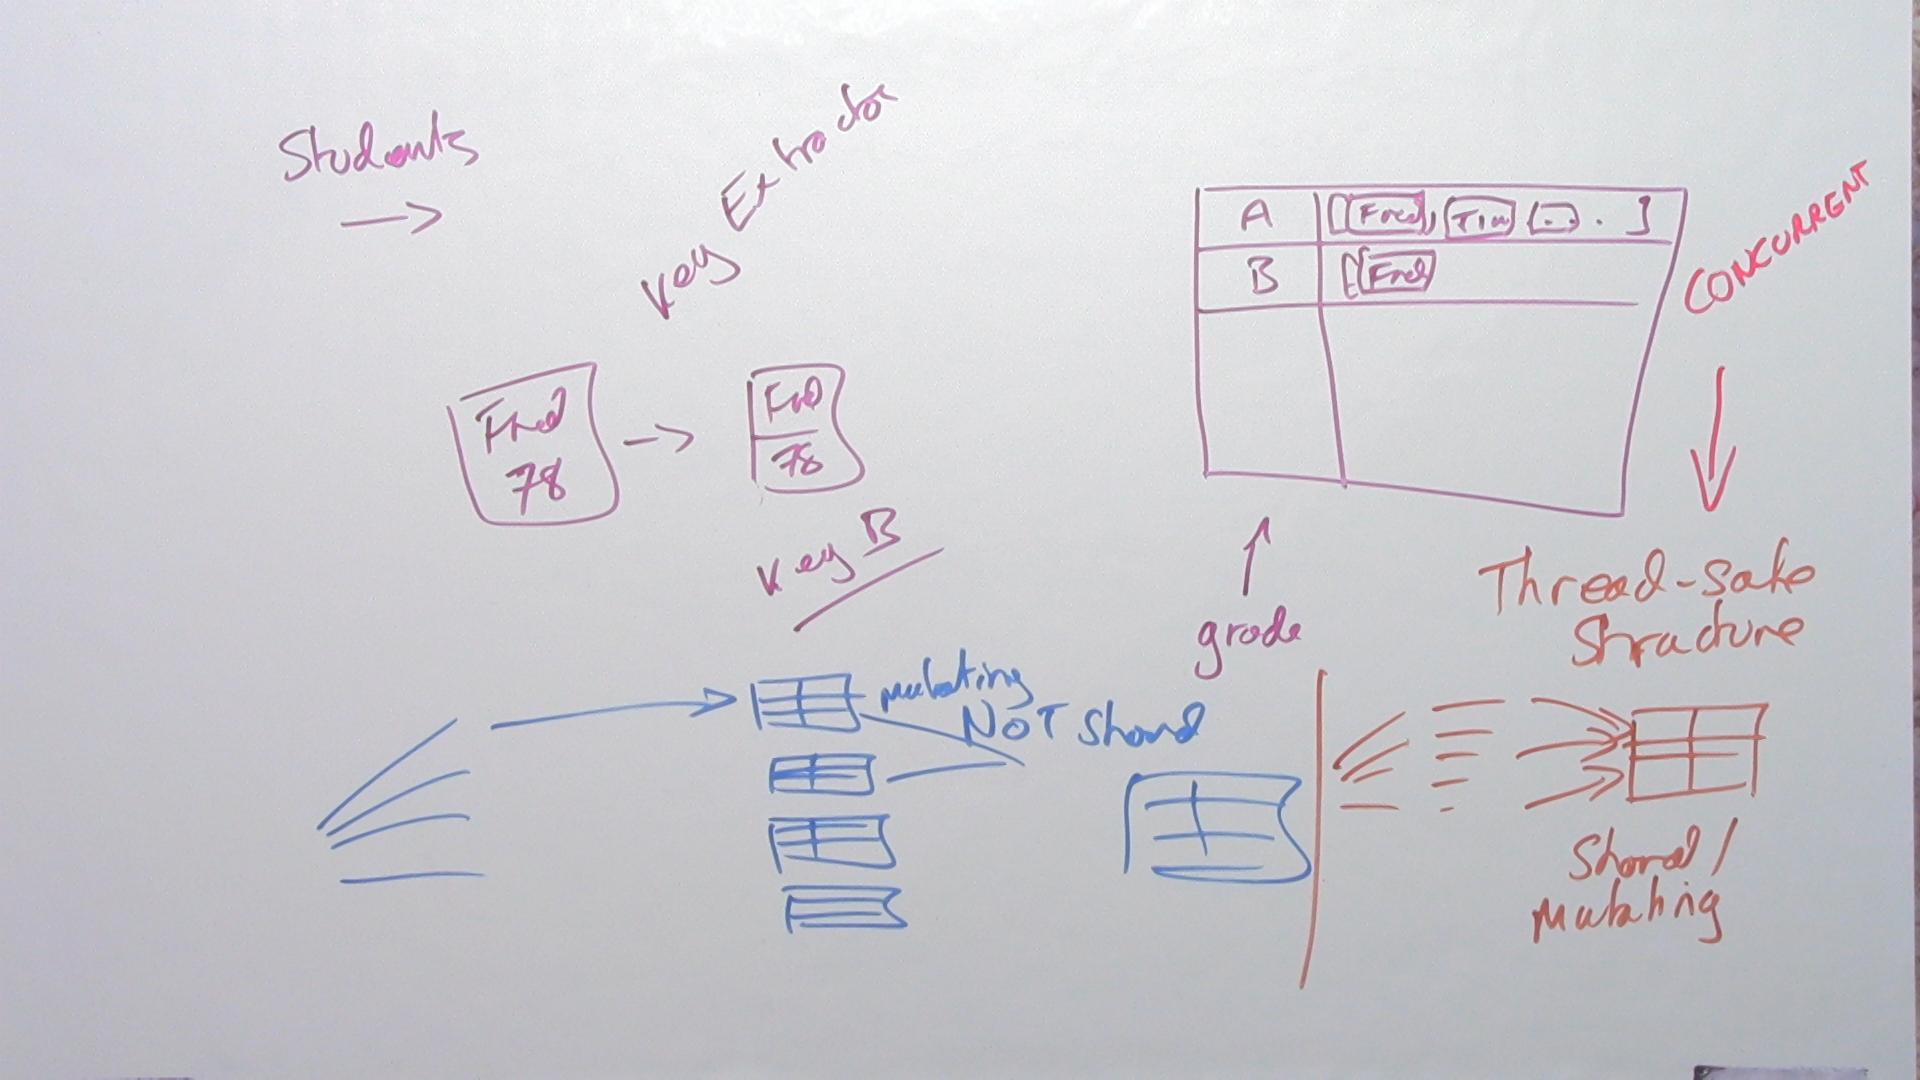 Students
Key Extractor
Fred
78
Fred
78
Key B
A [Fred, Tim [..] . ]
B [Fred
CONCURRENT
grade
Thread-safe
Structure
mutating
NOT shared
Shared/
Mutating